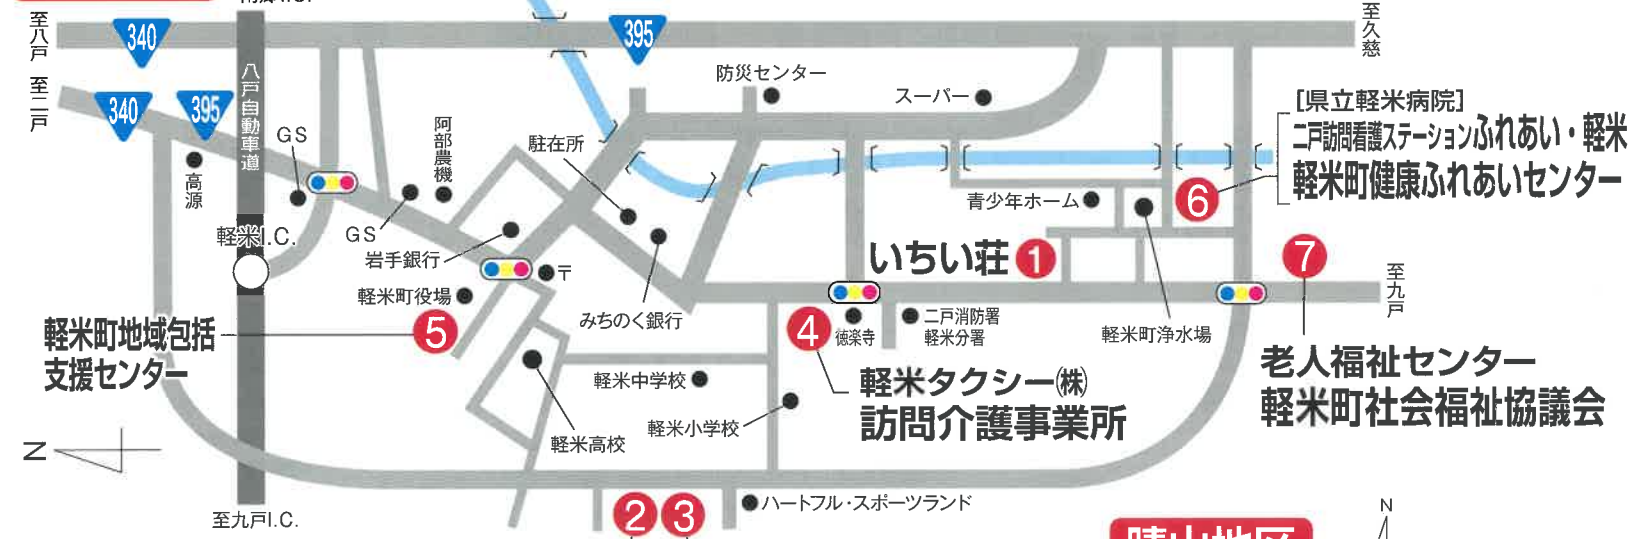 至八戸
340
395
至久慈
至二戸
340
395
八戸自動車道
GS
高源
阿部農機
GS
駐在所
防災センター
スーパー
[県立軽米病院]
二戸訪問看護ステーションふれあい・軽米
軽米町健康ふれあいセンター
6
青少年ホーム
軽米I.C.
岩手銀行
〒
軽米町役場
みちのく銀行
いちい荘
1
7
至九戸
軽米町地域包括
支援センター
5
4
徳楽寺
二戸消防署
軽米分署
軽米町浄水場
老人福祉センター
軽米町社会福祉協議会
軽米タクシー㈱
訪問介護事業所
軽米中学校
軽米小学校
軽米高校
N
至九戸I.C.
2
3
ハートフル・スポーツランド
N